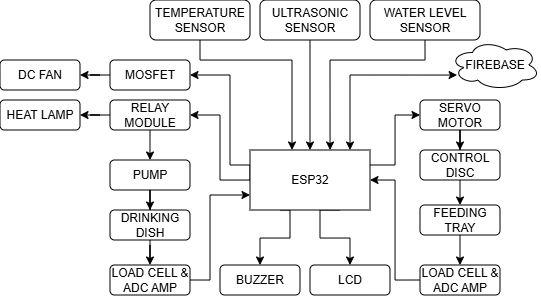 TEMPERATURE
SENSOR
ULTRASONIC
SENSOR
WATER LEVEL
SENSOR
FIREBASE
DC FAN
MOSFET
HEAT LAMP
RELAY
MODULE
SERVO
MOTOR
PUMP
ESP32
CONTROL
DISC
DRINKING
DISH
FEEDING
TRAY
LOAD CELL &
ADC AMP
BUZZER
LCD
LOAD CELL &
ADC AMP